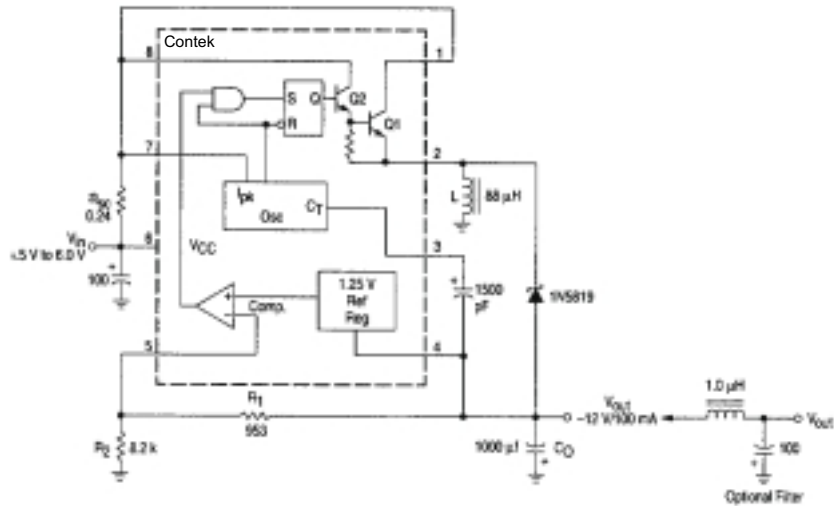 Contek
8
1
S
Q
Q2
R
Q1
7
2
Ipk
Osc
CT
L
88 µH
RSC
0.24
Vin
.5 V to 6.0 V
6
VCC
3
100
+
1500
pF
1N5819
+
-
Comp.
1.25 V
Ref
Reg
5
4
R1
953
Vout
-12 V/100 mA
1.0 µH
Vout
R2
8.2 k
1000 µf
+
CO
+
100
Optional Filter